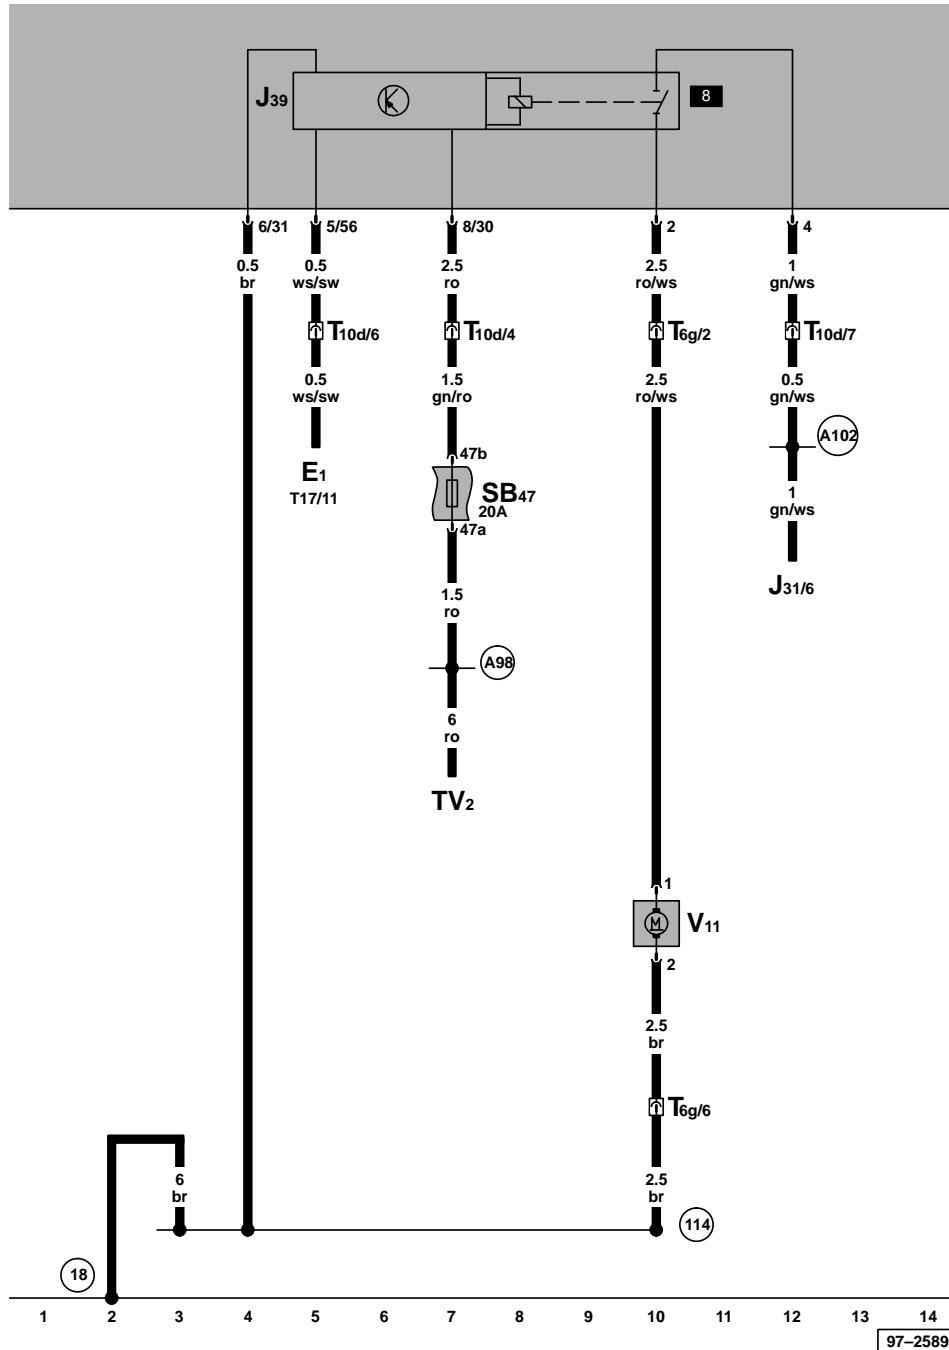 J39
8
6/31
5/56
8/30
2
4
0.5
br
0.5
ws/sw
2.5
ro
2.5
ro/ws
1
gn/ws
T10d/6
T10d/4
T6g/2
T10d/7
0.5
ws/sw
1.5
gn/ro
2.5
ro/ws
0.5
gn/ws
A102
47b
E1
T17/11
SB47
20A
47a
1
gn/ws
J31/6
1.5
ro
A98
6
ro
TV2
1
M
V11
2
2.5
br
T6g/6
6
br
2.5
br
114
18
1 2 3 4 5 6 7 8 9 10 11 12 13 14
97–2589